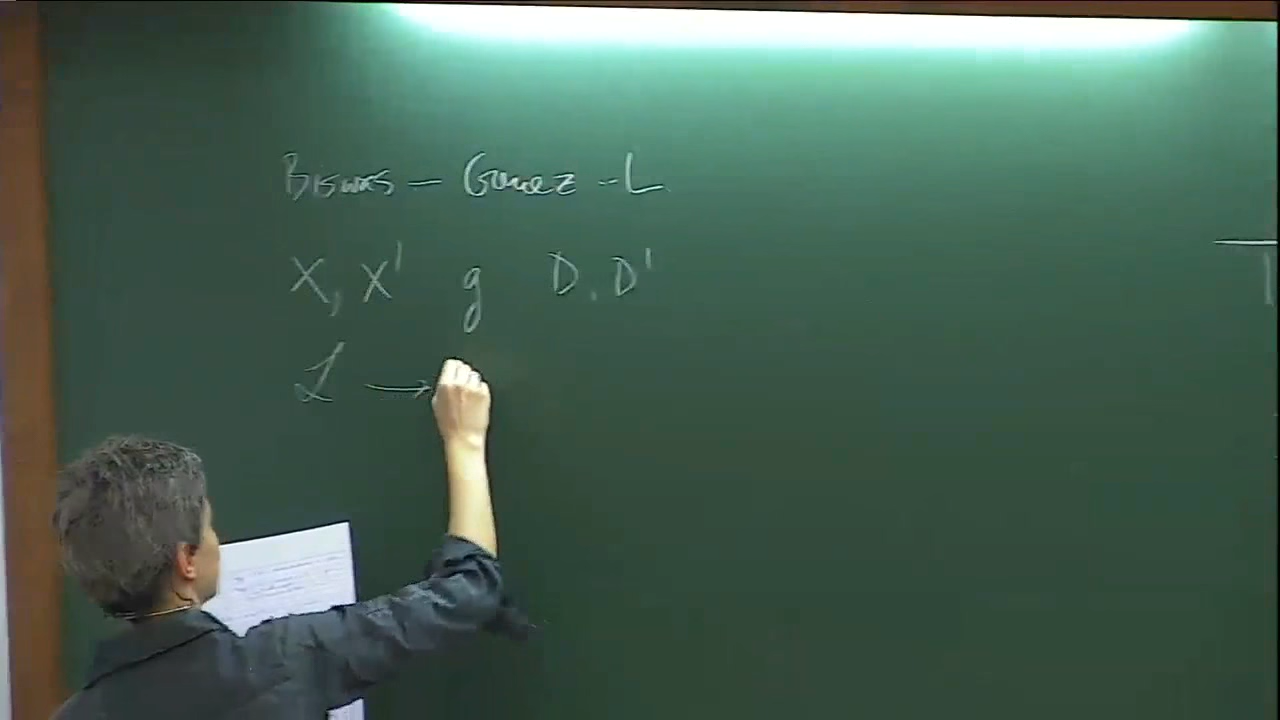 Biswas – Gomez – L.
X, X' g D, D'
ℒ →